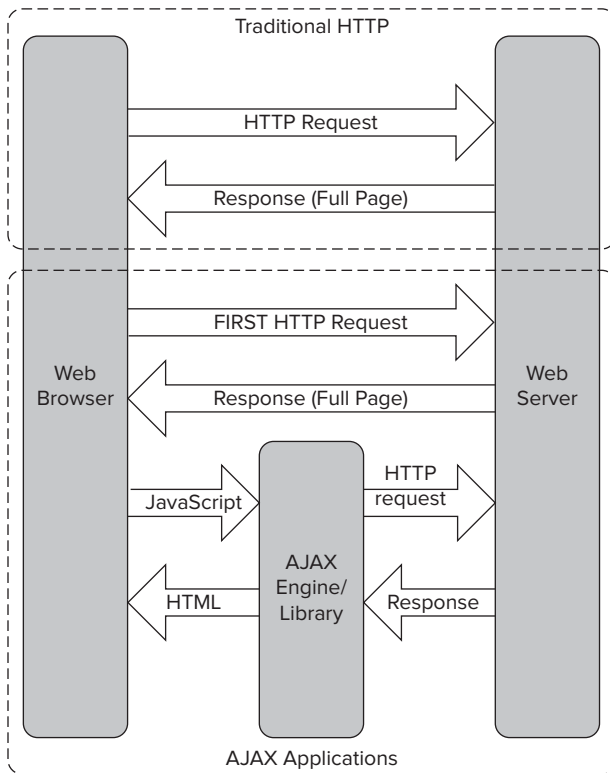 Traditional HTTP
HTTP Request
Response (Full Page)
FIRST HTTP Request
Web
Browser
Response (Full Page)
Web
Server
JavaScript
HTTP
request
AJAX
Engine/
Library
HTML
Response
AJAX Applications